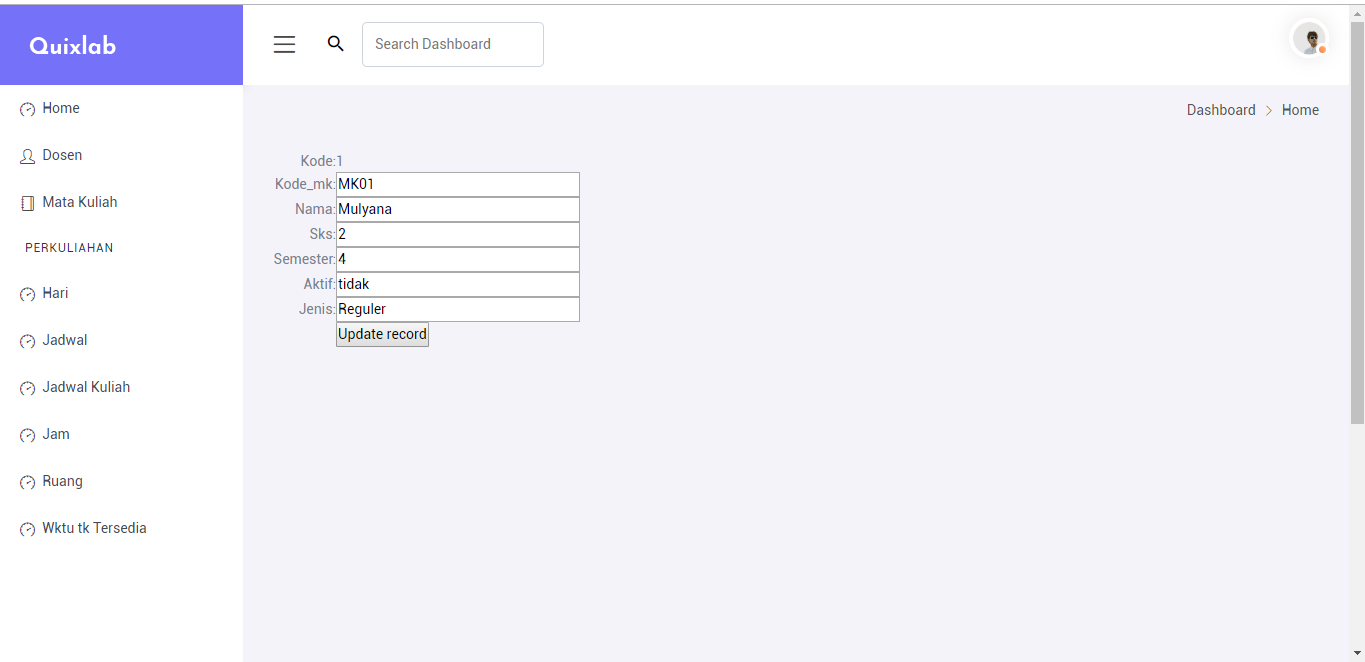 Quixlab
Search Dashboard
Home
Dosen
Mata Kuliah
PERKULIAHAN
Hari
Jadwal
Jadwal Kuliah
Jam
Ruang
Wktu tk Tersedia
Dashboard > Home
Kode:1
Kode_mk:MK01
Nama:Mulyana
Sks:2
Semester:4
Aktif:tidak
Jenis:Reguler
Update record